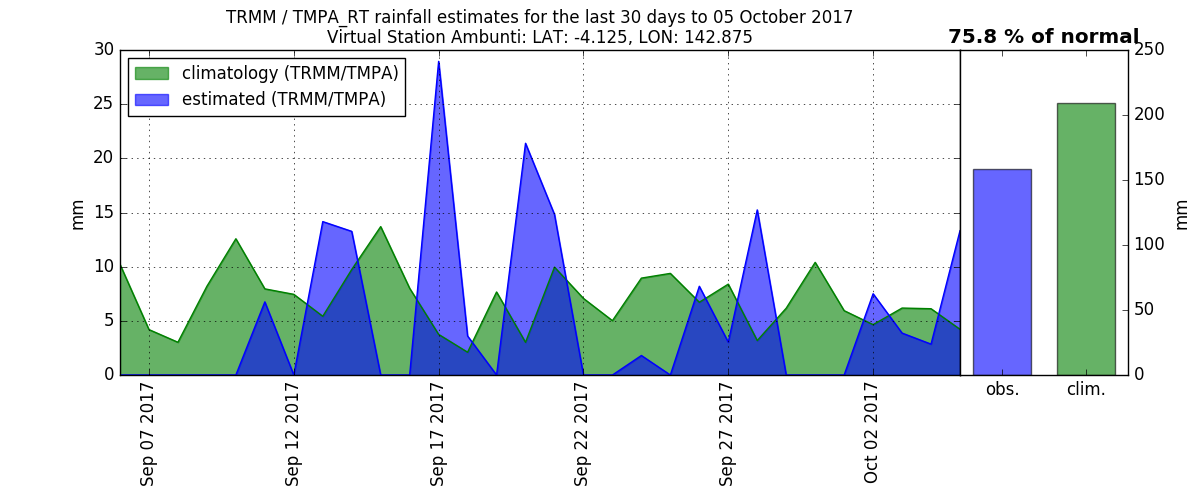 TRMM / TMPA_RT rainfall estimates for the last 30 days to 05 October 2017
Virtual Station Ambunti: LAT: -4.125, LON: 142.875
75.8 % of normal
climatology (TRMM/TMPA)
estimated (TRMM/TMPA)
30
25
20
15
10
5
0
mm
Sep 07 2017
Sep 12 2017
Sep 17 2017
Sep 22 2017
Sep 27 2017
Oct 02 2017
250
200
150
100
50
0
mm
obs.
clim.